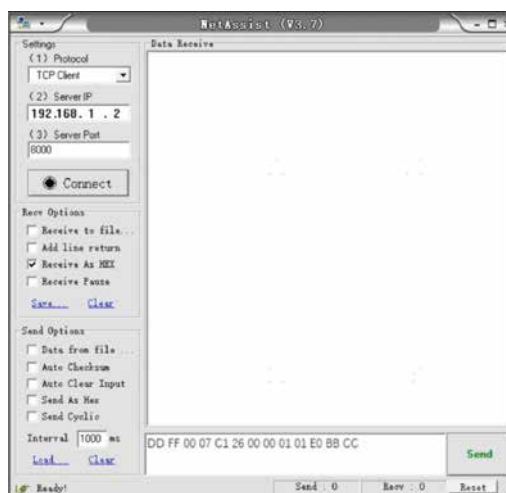 NetAssist (V3.7)
Settings
(1) Protocol
TCP Client
(2) Server IP
192.168. 1 . 2
(3) Server Port
8000
Connect
Recv Options
Receive to file...
Add line return
Receive As HEX
Receive Pause
Save... Clear
Send Options
Data from file ...
Auto Checksum
Auto Clear Input
Send As Hex
Send Cyclic
Interval 1000 ms
Load... Clear
Data Receive
DD FF 00 07 C1 26 00 00 01 01 E0 BB CC
Send
Ready!
Send : 0
Recv : 0
Reset